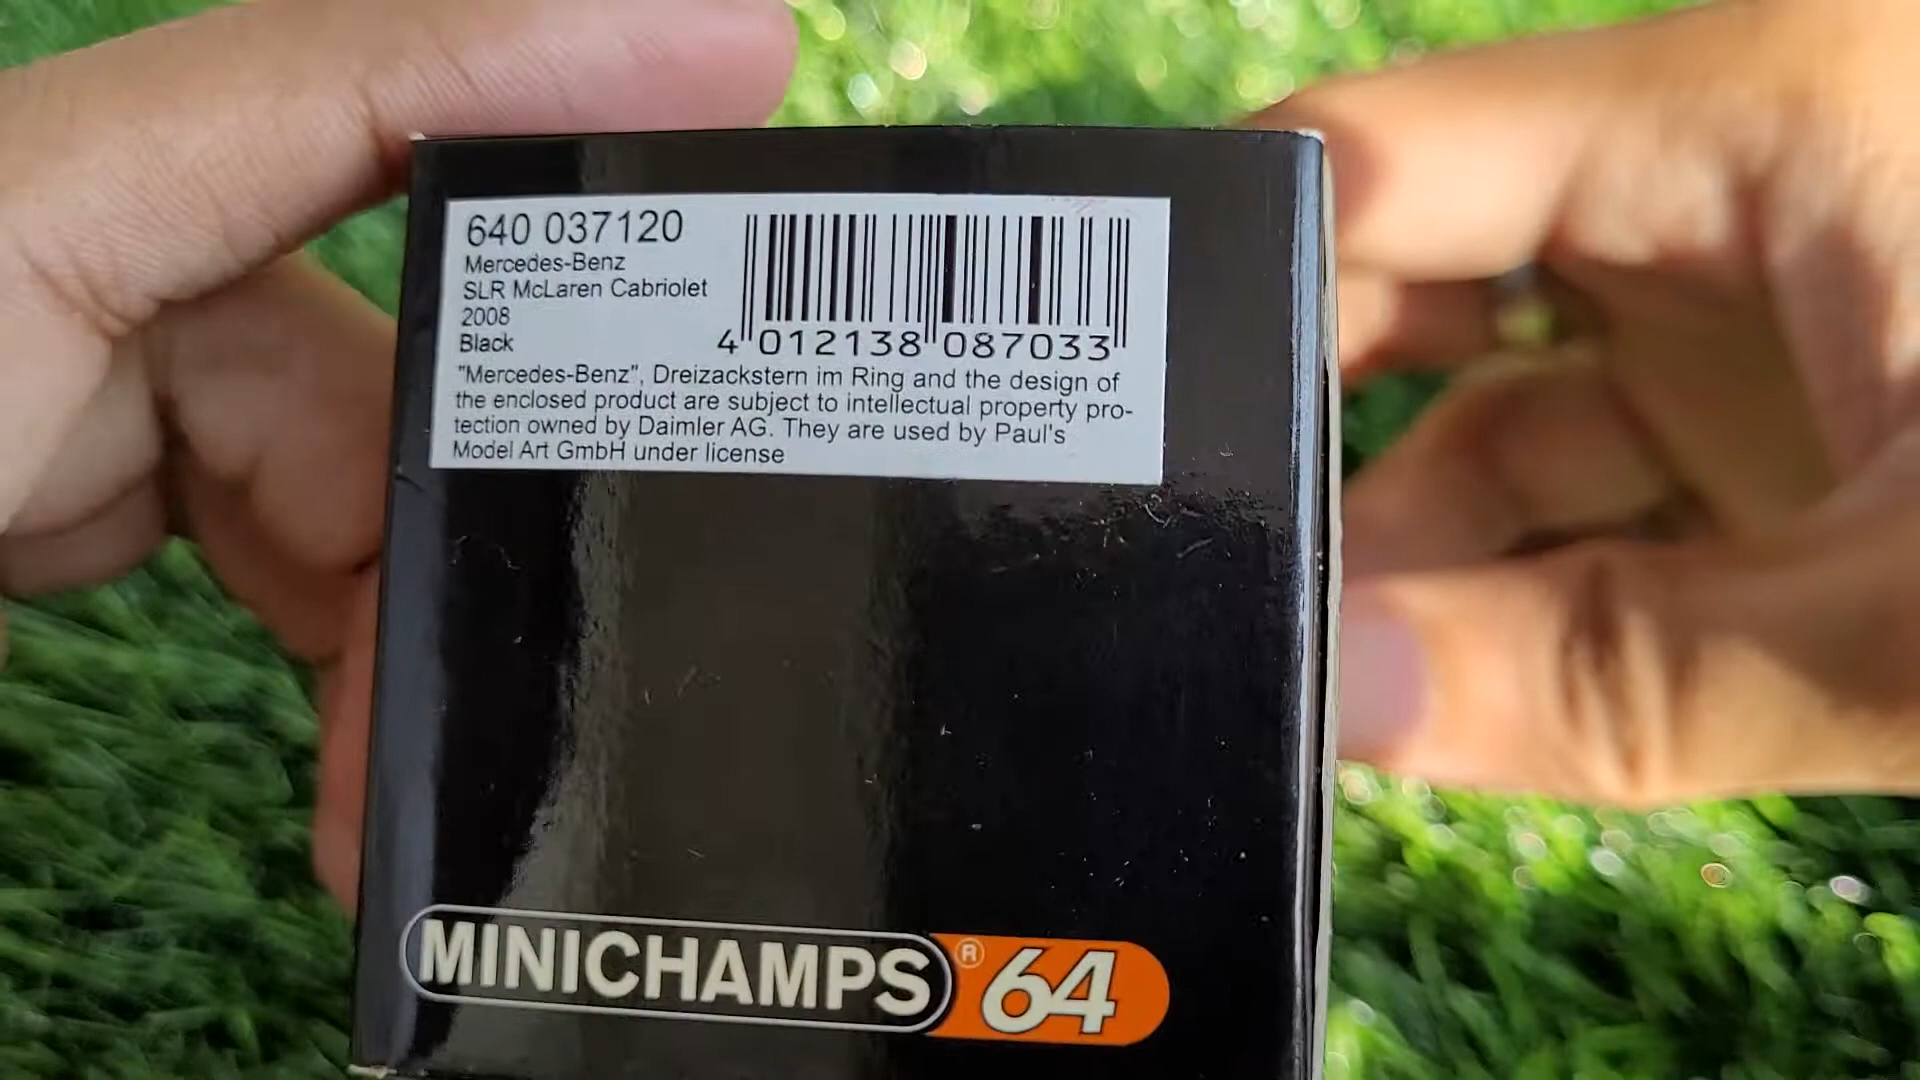 640 037120
Mercedes-Benz
SLR McLaren Cabriolet
2008
Black
4 012138 087033
"Mercedes-Benz", Dreizackstern im Ring and the design of
the enclosed product are subject to intellectual property pro-
tection owned by Daimler AG. They are used by Paul's
Model Art GmbH under license
MINICHAMPS® 64